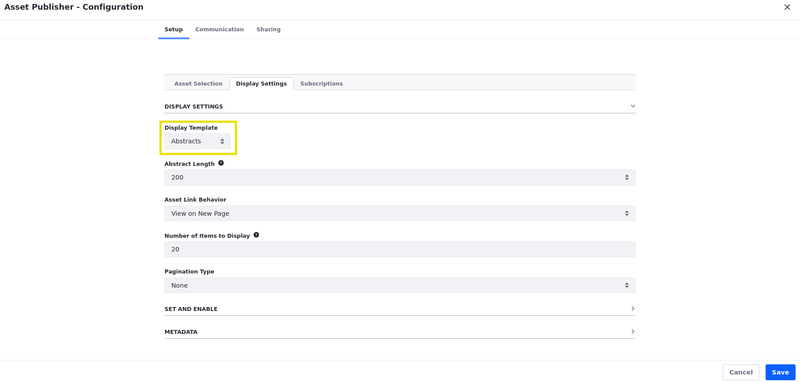 Asset Publisher - Configuration
Setup Communication Sharing
Asset Selection Display Settings Subscriptions
DISPLAY SETTINGS
Display Template
Abstracts
Abstract Length
200
Asset Link Behavior
View on New Page
Number of Items to Display
20
Pagination Type
None
SET AND ENABLE
METADATA
Cancel Save